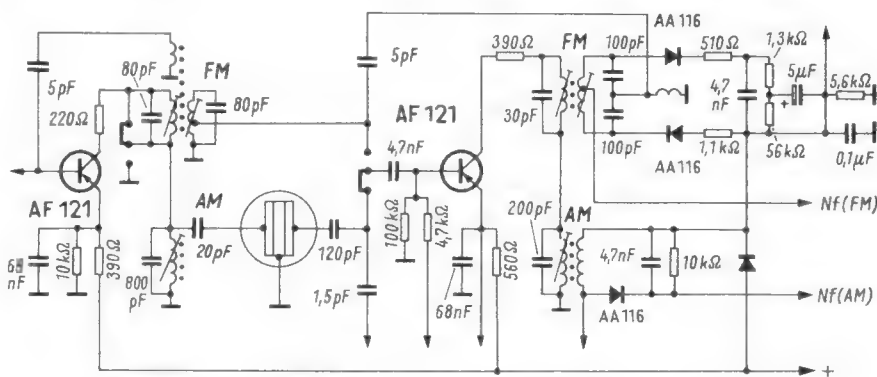 AA 116
390Ω
FM
100pF
510Ω
1,3kΩ
5pF
80pF
FM
5pF
80pF
220Ω
4,7
nF
5µF
+
5,6kΩ
30pF
AF 121
4,7nF
100pF
AA 116
1,1kΩ
56kΩ
0,1µF
AF 121
AM
200pF
AM
Nf(FM)
10kΩ
390Ω
800
pF
20pF
120pF
100kΩ
4,7kΩ
560Ω
4,7nF
10kΩ
nF
1,5pF
68nF
AA 116
Nf(AM)
+